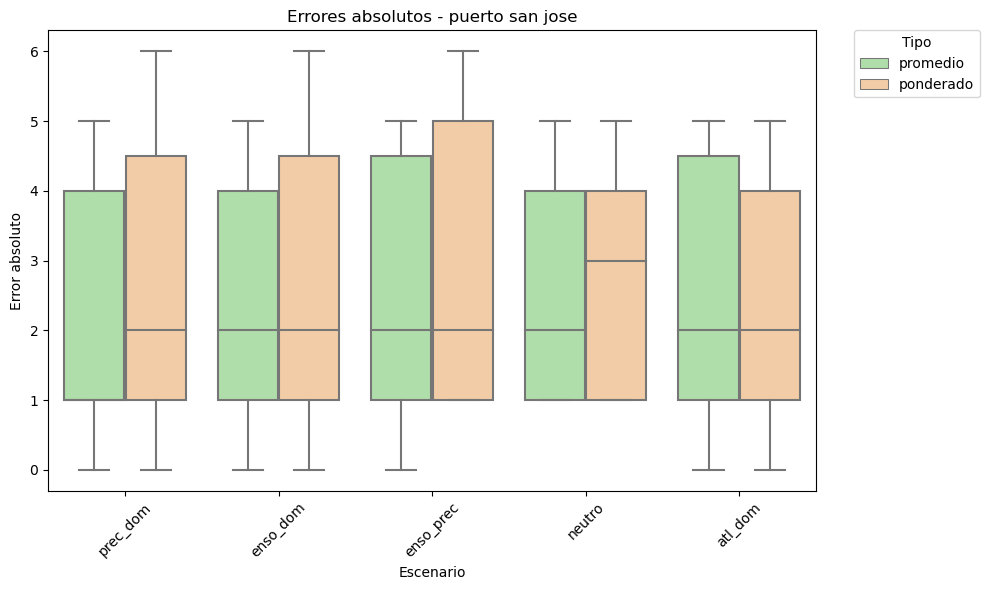 Errores absolutos - puerto san jose
Tipo
promedio
ponderado
Error absoluto
6
5
4
3
2
1
0
prec_dom
enso_dom
enso_prec
neutro
atl_dom
Escenario